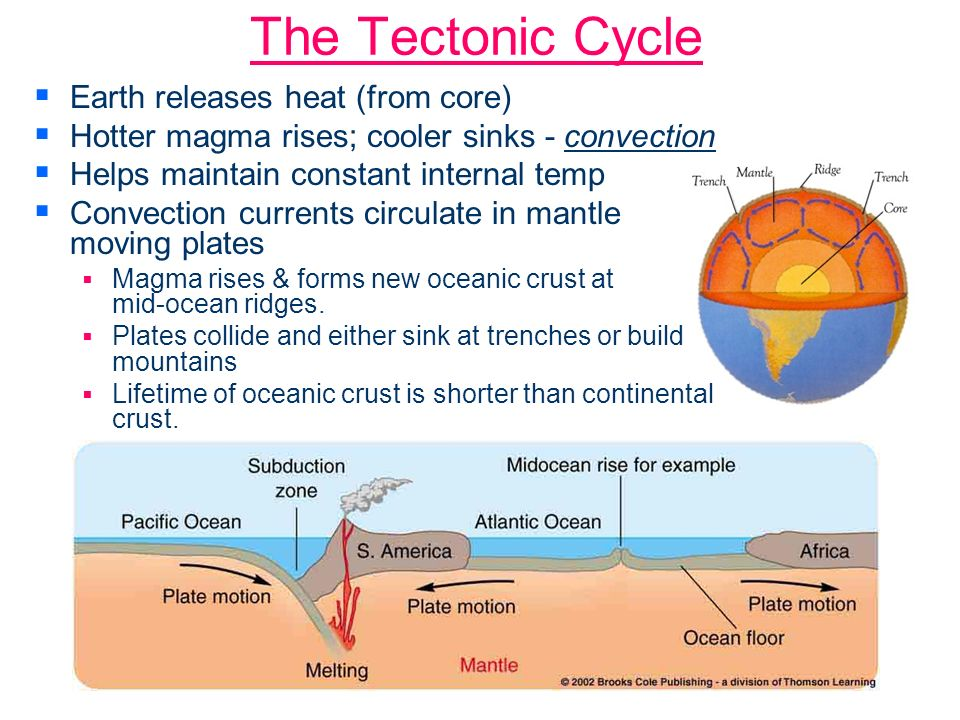 The Tectonic Cycle
Earth releases heat (from core)
Hotter magma rises; cooler sinks - convection
Helps maintain constant internal temp
Convection currents circulate in mantle
moving plates
Magma rises & forms new oceanic crust at
mid-ocean ridges.
Plates collide and either sink at trenches or build
mountains
Lifetime of oceanic crust is shorter than continental
crust.
Trench
Mantle
Ridge
Trench
Core
Subduction
zone
Midocean rise for example
Pacific Ocean
Atlantic Ocean
S. America
Africa
Plate motion
Plate motion
Plate motion
Ocean floor
Melting
Mantle
© 2002 Brooks Cole Publishing - a division of Thomson Learning